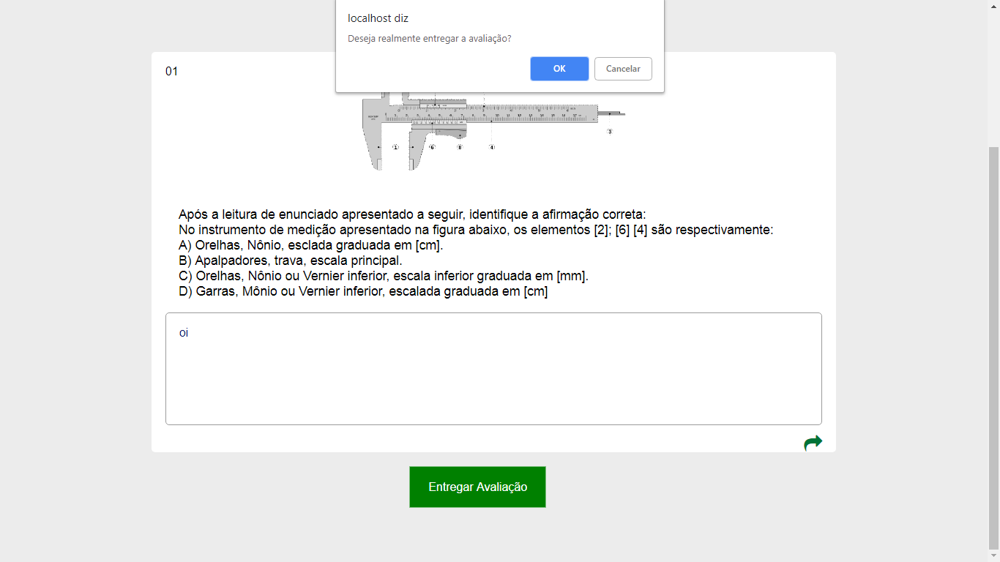 localhost diz
Deseja realmente entregar a avaliação?
OK
Cancelar
01
3
1
6
8
4
Após a leitura de enunciado apresentado a seguir, identifique a afirmação correta:
No instrumento de medição apresentado na figura abaixo, os elementos [2]; [6] [4] são respectivamente:
A) Orelhas, Nônio, esclada graduada em [cm].
B) Apalpadores, trava, escala principal.
C) Orelhas, Nônio ou Vernier inferior, escala inferior graduada em [mm].
D) Garras, Mônio ou Vernier inferior, escalada graduada em [cm]
oi
Entregar Avaliação